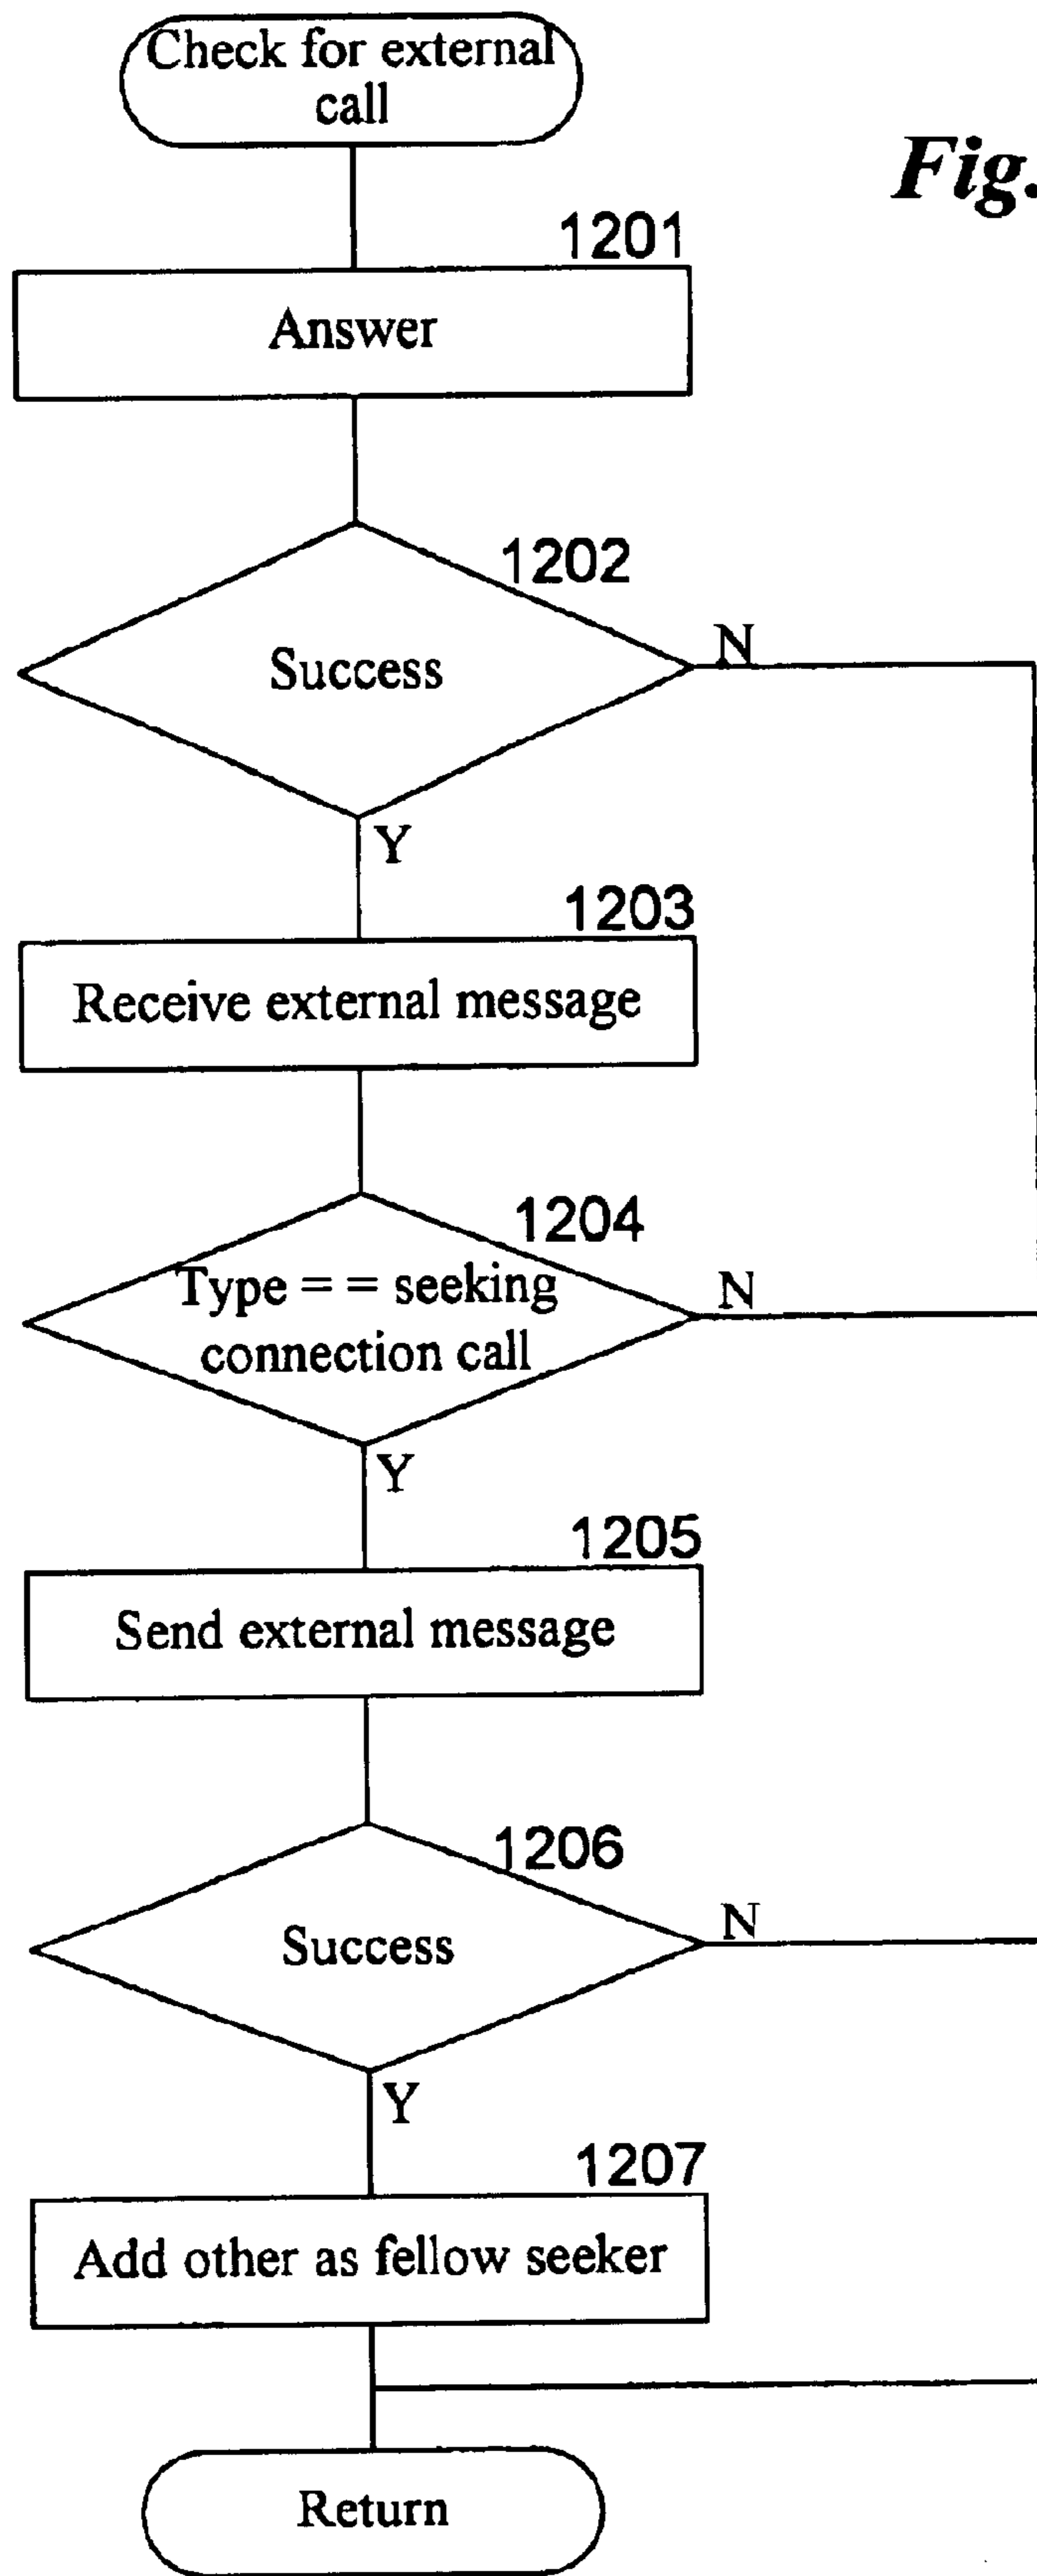 Check for external
call
Fig.
1201
Answer
1202
Success
N
Y
1203
Receive external message
1204
Type = = seeking
connection call
N
Y
1205
Send external message
1206
Success
N
Y
1207
Add other as fellow seeker
Return